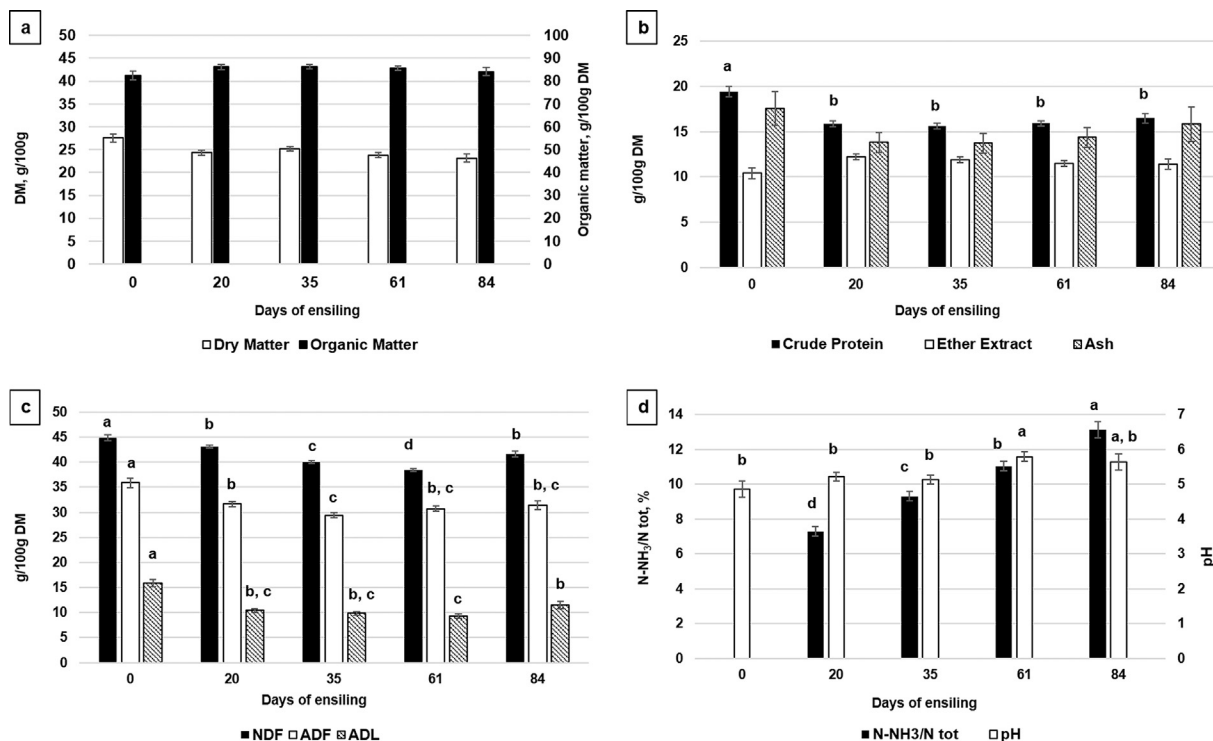 a
50
45
40
35
30
25
20
15
10
5
0
DM, g/100g
100
90
80
70
60
50
40
30
20
10
0
Organic matter, g/100g DM
0 20 35 61 84
Days of ensiling
Dry Matter Organic Matter
b
25
20
15
10
5
0
g/100g DM
a b b b b
0 20 35 61 84
Days of ensiling
Crude Protein Ether Extract Ash
c
50
45
40
35
30
25
20
15
10
5
0
g/100g DM
a b c d b
a b c b, c b, c
a b, c b, c c b
0 20 35 61 84
Days of ensiling
NDF ADF ADL
d
14
12
10
8
6
4
2
0
N-NH₃/N tot, %
7
6
5
4
3
2
1
0
pH
b d b c b b a a a, b
0 20 35 61 84
Days of ensiling
N-NH3/N tot pH